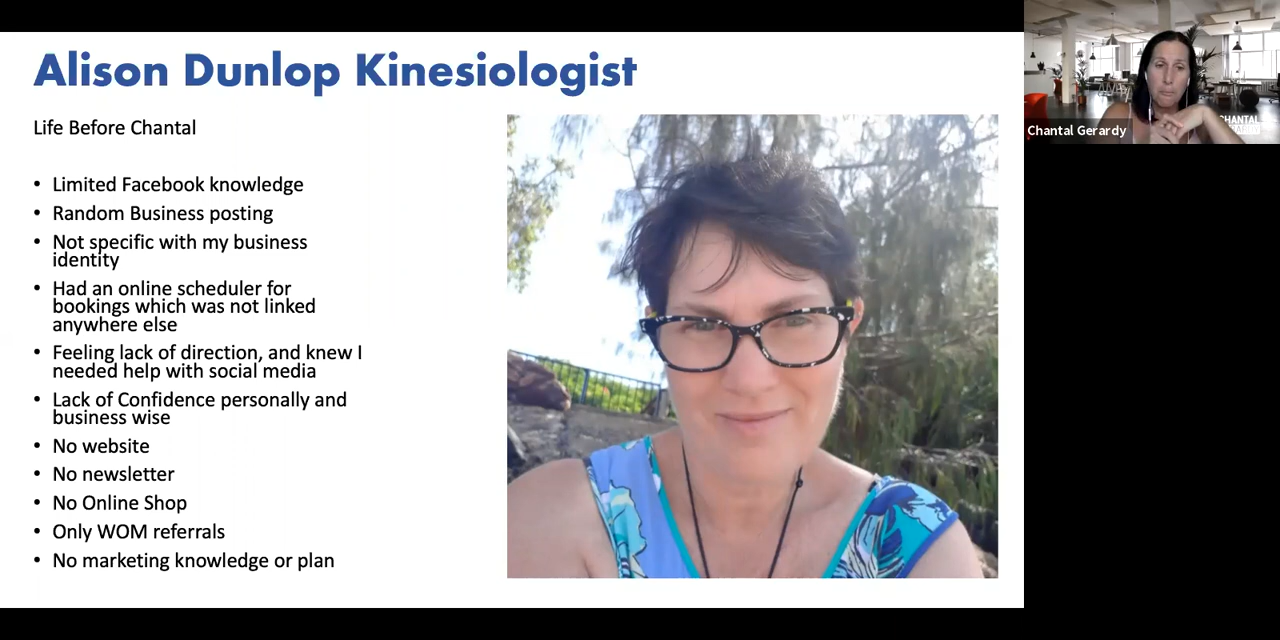 Alison Dunlop Kinesiologist
Life Before Chantal
• Limited Facebook knowledge
• Random Business posting
• Not specific with my business
identity
• Had an online scheduler for
bookings which was not linked
anywhere else
• Feeling lack of direction, and knew I
needed help with social media
• Lack of Confidence personally and
business wise
• No website
• No newsletter
• No Online Shop
• Only WOM referrals
• No marketing knowledge or plan
CHANTAL
Chantal Gerardy